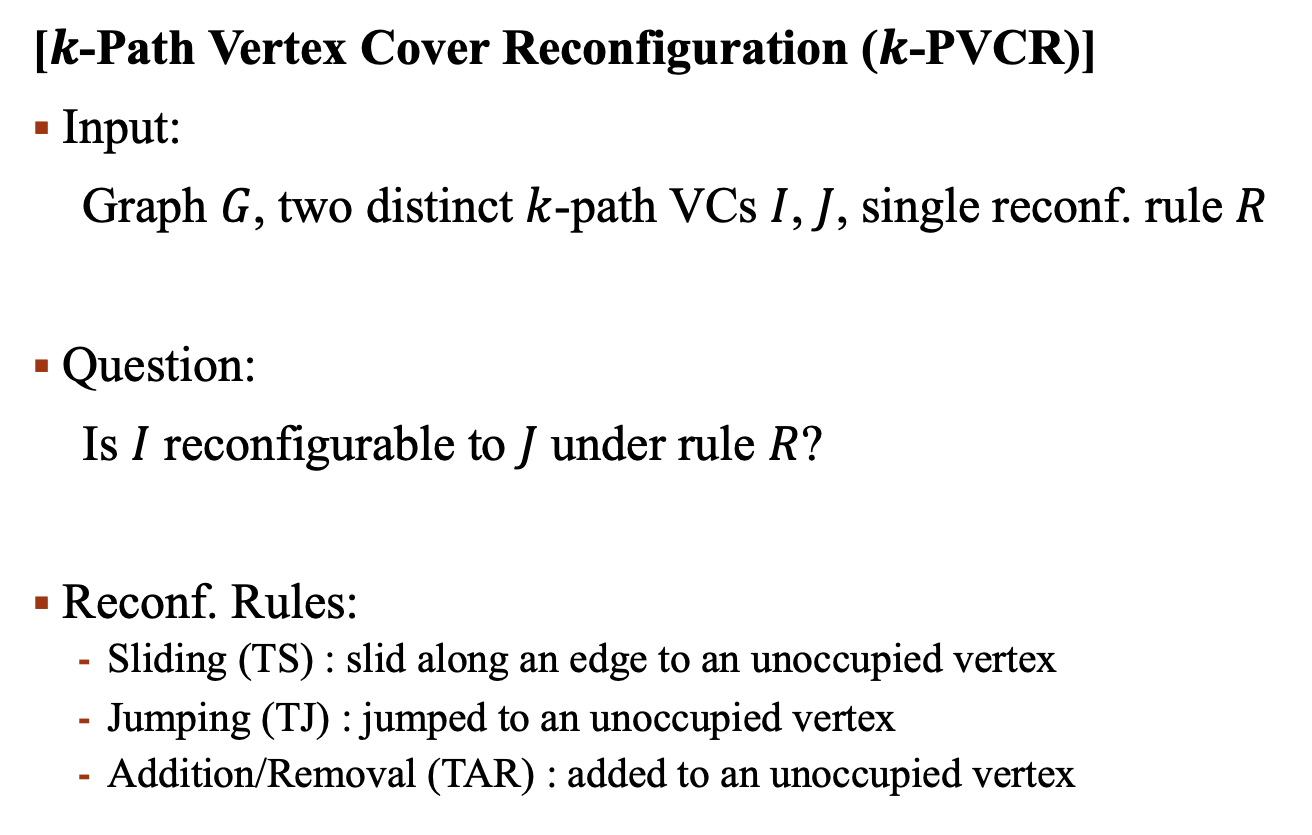 [k-Path Vertex Cover Reconfiguration (k-PVCR)]
▪ Input:
Graph G, two distinct k-path VCs I, J, single reconf. rule R
▪ Question:
Is I reconfigurable to J under rule R?
▪ Reconf. Rules:
- Sliding (TS) : slid along an edge to an unoccupied vertex
- Jumping (TJ) : jumped to an unoccupied vertex
- Addition/Removal (TAR) : added to an unoccupied vertex